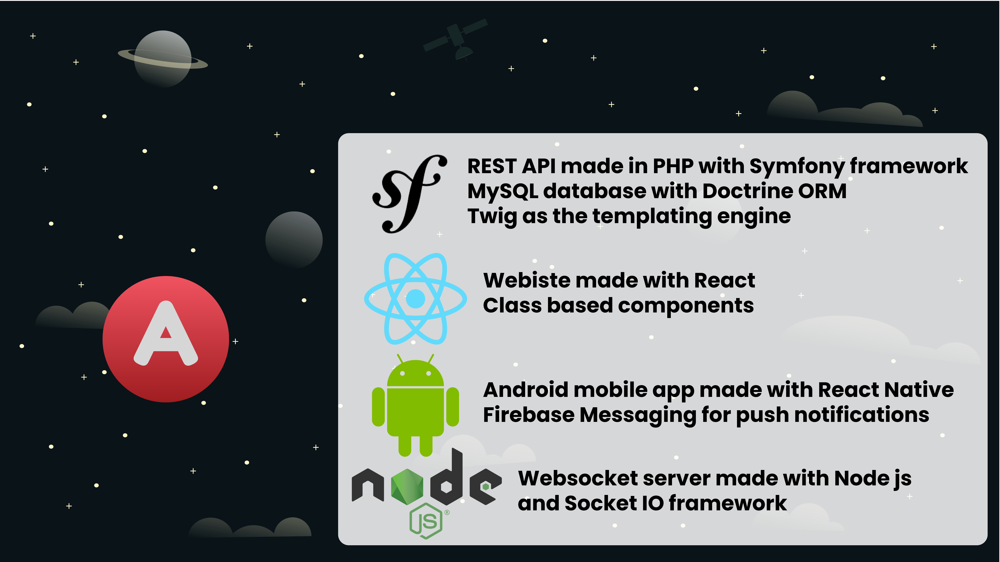 REST API made in PHP with Symfony framework
MySQL database with Doctrine ORM
Twig as the templating engine
Webiste made with React
Class based components
A
Android mobile app made with React Native
Firebase Messaging for push notifications
node
JS ®
Websocket server made with Node js
and Socket IO framework